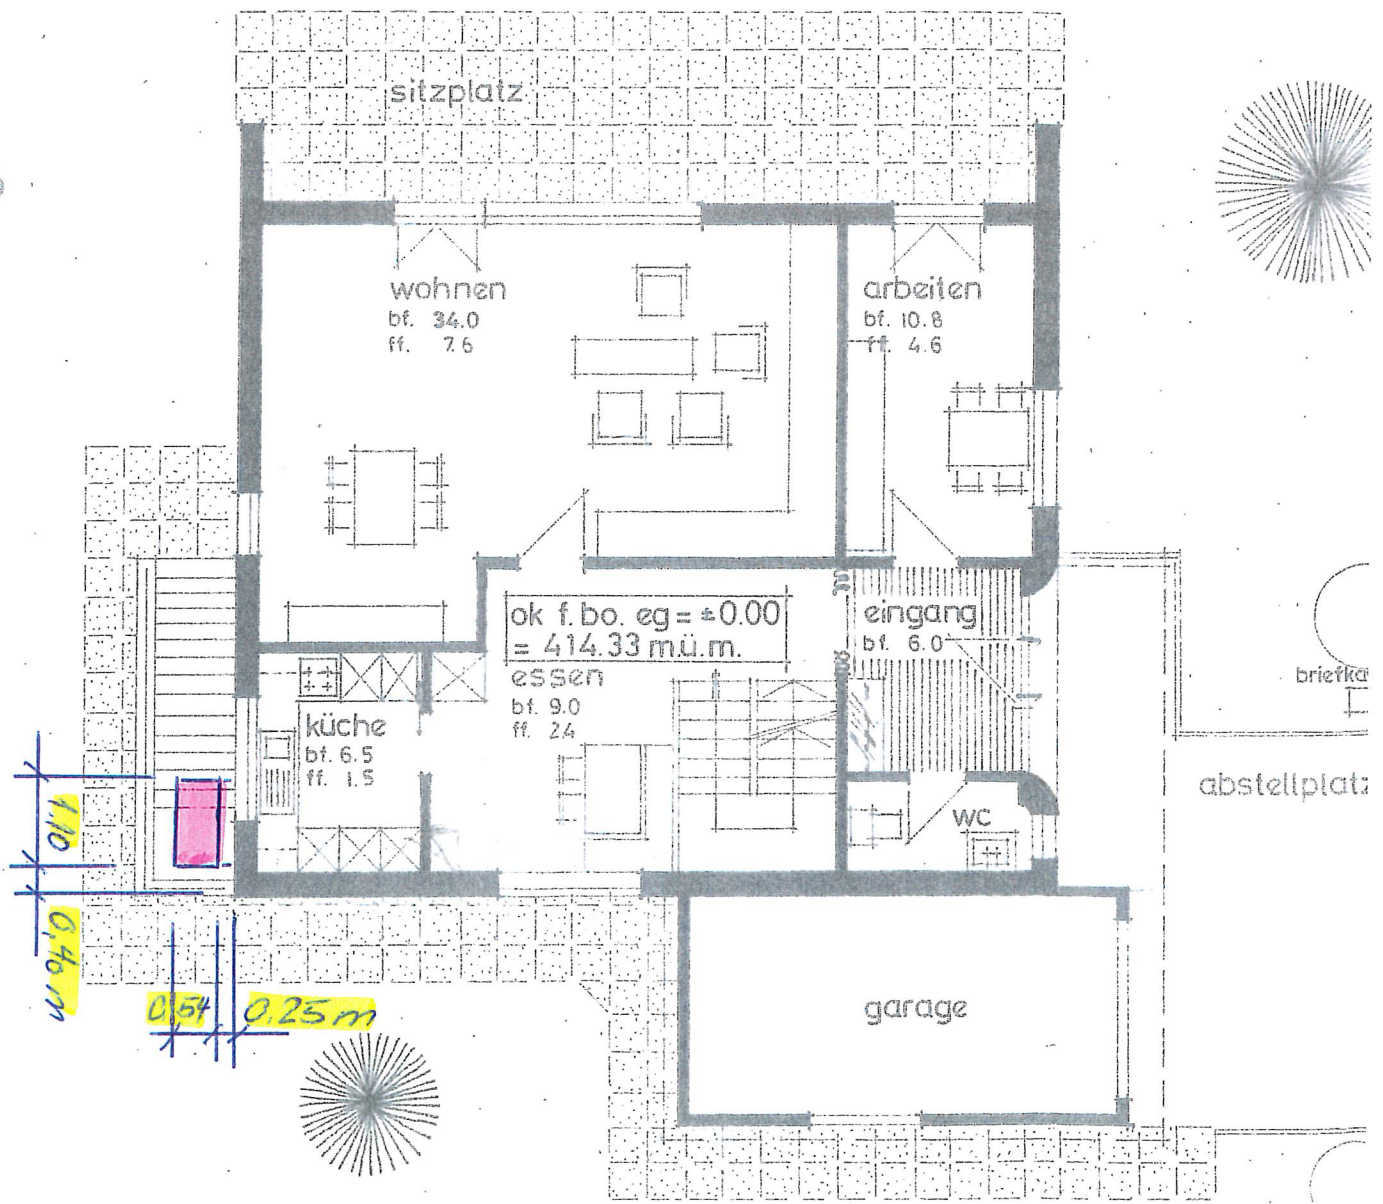 sitzplatz
wohnen
bf. 34.0
ff. 7.6
arbeiten
bf. 10.8
ff. 4.6
ok f.bo. eg = ±0.00
= 414.33 m.ü.m.
essen
bf. 9.0
ff. 2.4
eingang
bf. 6.0
küche
bf. 6.5
ff. 1.5
wc
briefka
abstellplatz
1.10
0,40 m
0,54
0.25 m
garage